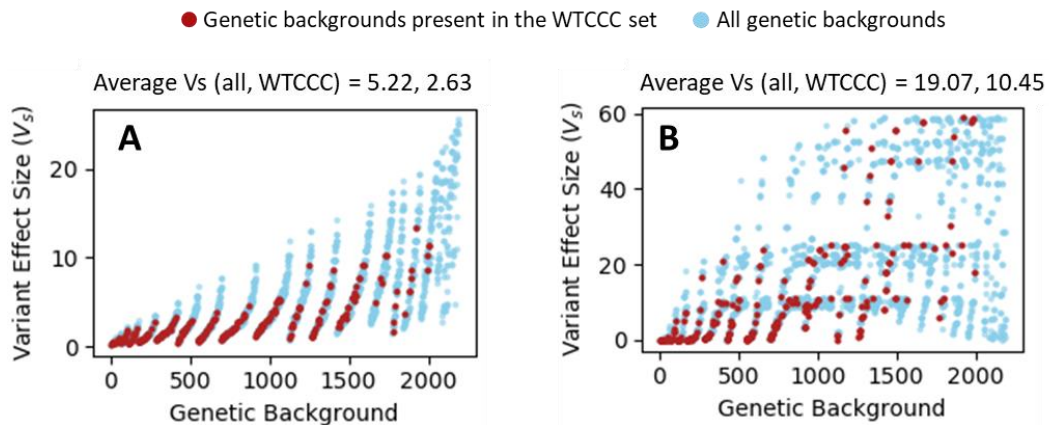 Genetic backgrounds present in the WTCCC set All genetic backgrounds
Average Vs (all, WTCCC) = 5.22, 2.63
A
Variant Effect Size (Vs)
20
10
0
0 500 1000 1500 2000
Genetic Background
Average Vs (all, WTCCC) = 19.07, 10.45
B
Variant Effect Size (Vs)
60
40
20
0
0 500 1000 1500 2000
Genetic Background